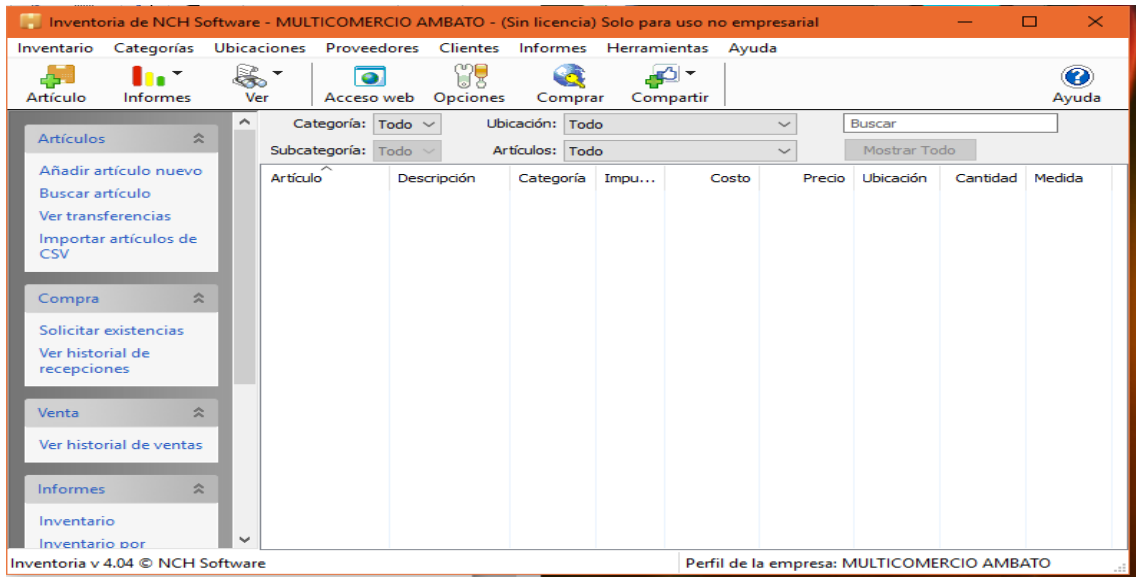 Inventoria de NCH Software - MULTICOMERCIO AMBATO - (Sin licencia) Solo para uso no empresarial
Inventario Categorías Ubicaciones Proveedores Clientes Informes Herramientas Ayuda
Artículo Informes Ver Acceso web Opciones Comprar Compartir Ayuda
Categoría: Todo Ubicación: Todo Buscar
Subcategoría: Todo Artículos: Todo Mostrar Todo
Artículo Descripción Categoría Impu... Costo Precio Ubicación Cantidad Medida
Artículos
Añadir artículo nuevo
Buscar artículo
Ver transferencias
Importar artículos de
CSV
Compra
Solicitar existencias
Ver historial de
recepciones
Venta
Ver historial de ventas
Informes
Inventario
Inventario por
Inventoria v 4.04 © NCH Software Perfil de la empresa: MULTICOMERCIO AMBATO